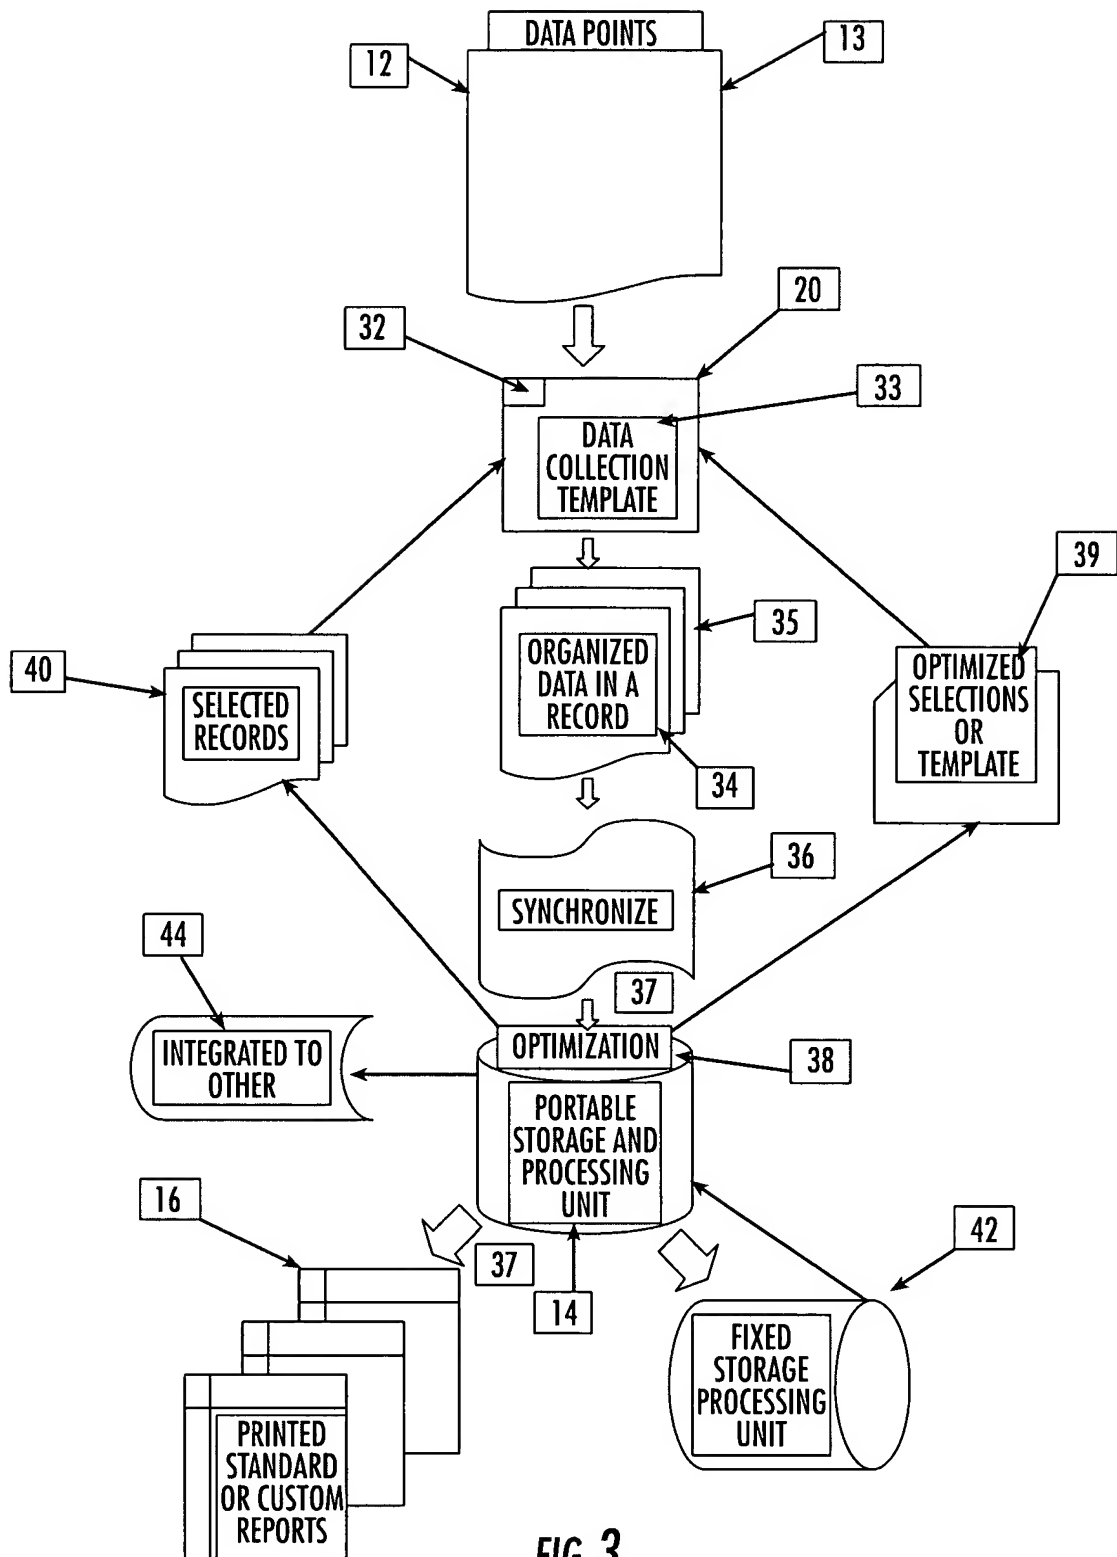 DATA POINTS
12
13
20
32
33
DATA
COLLECTION
TEMPLATE
39
35
ORGANIZED
DATA IN A
RECORD
40
SELECTED
RECORDS
OPTIMIZED
SELECTIONS
OR
TEMPLATE
34
36
SYNCHRONIZE
44
37
INTEGRATED TO
OTHER
OPTIMIZATION
38
PORTABLE
STORAGE AND
PROCESSING
UNIT
16
42
37
14
FIXED
STORAGE
PROCESSING
UNIT
PRINTED
STANDARD
OR CUSTOM
REPORTS
FIG. 3